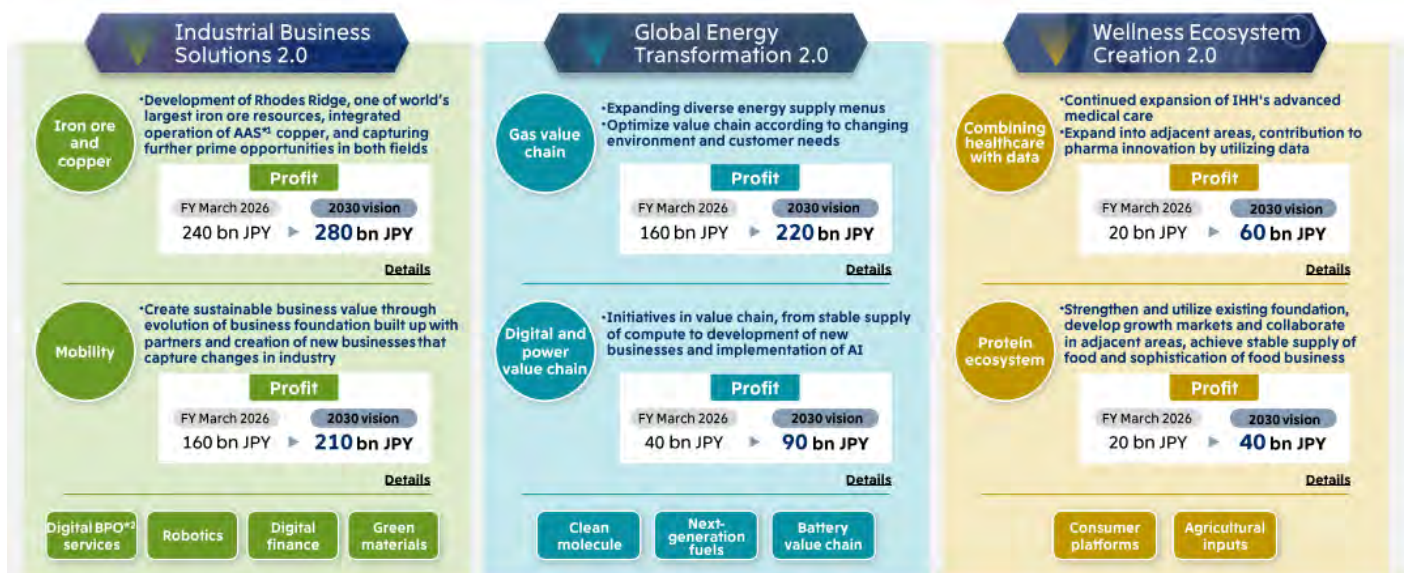 Industrial Business
Solutions 2.0
Iron ore
and
copper
•Development of Rhodes Ridge, one of world's
largest iron ore resources, integrated
operation of AAS*1 copper, and capturing
further prime opportunities in both fields
Profit
FY March 2026
2030 vision
240 bn JPY ▶ 280 bn JPY
Details
Mobility
•Create sustainable business value through
evolution of business foundation built up with
partners and creation of new businesses that
capture changes in industry
Profit
FY March 2026
2030 vision
160 bn JPY ▶ 210 bn JPY
Details
Digital BPO*2
services
Robotics
Digital
finance
Green
materials
Global Energy
Transformation 2.0
Gas value
chain
•Expanding diverse energy supply menus
•Optimize value chain according to changing
environment and customer needs
Profit
FY March 2026
2030 vision
160 bn JPY ▶ 220 bn JPY
Details
Digital and
power
value chain
•Initiatives in value chain, from stable supply
of compute to development of new
businesses and implementation of AI
Profit
FY March 2026
2030 vision
40 bn JPY ▶ 90 bn JPY
Details
Clean
molecule
Next-
generation
fuels
Battery
value chain
Wellness Ecosystem
Creation 2.0
Combining
healthcare
with data
•Continued expansion of IHH's advanced
medical care
•Expand into adjacent areas, contribution to
pharma innovation by utilizing data
Profit
FY March 2026
2030 vision
20 bn JPY ▶ 60 bn JPY
Details
Protein
ecosystem
•Strengthen and utilize existing foundation,
develop growth markets and collaborate
in adjacent areas, achieve stable supply of
food and sophistication of food business
Profit
FY March 2026
2030 vision
20 bn JPY ▶ 40 bn JPY
Details
Consumer
platforms
Agricultural
inputs